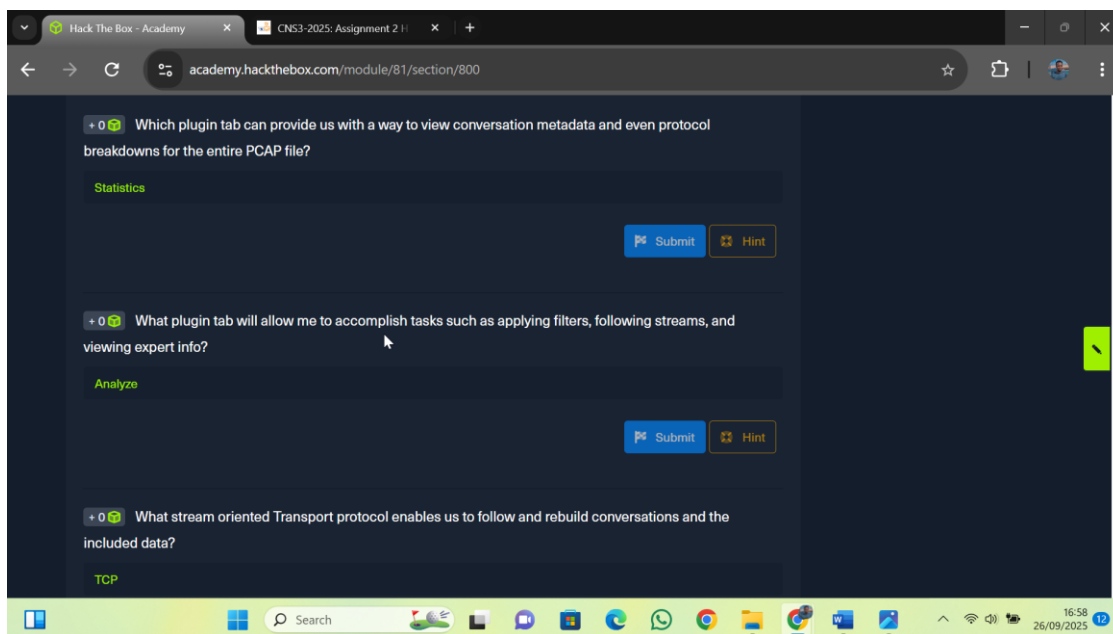 Hack The Box - Academy
CNS3-2025: Assignment 2 H
academy.hackthebox.com/module/81/section/800
+ 0 Which plugin tab can provide us with a way to view conversation metadata and even protocol
breakdowns for the entire PCAP file?
Statistics
Submit Hint
+ 0 What plugin tab will allow me to accomplish tasks such as applying filters, following streams, and
viewing expert info?
Analyze
Submit Hint
+ 0 What stream oriented Transport protocol enables us to follow and rebuild conversations and the
included data?
TCP
Search
16:58
26/09/2025
12